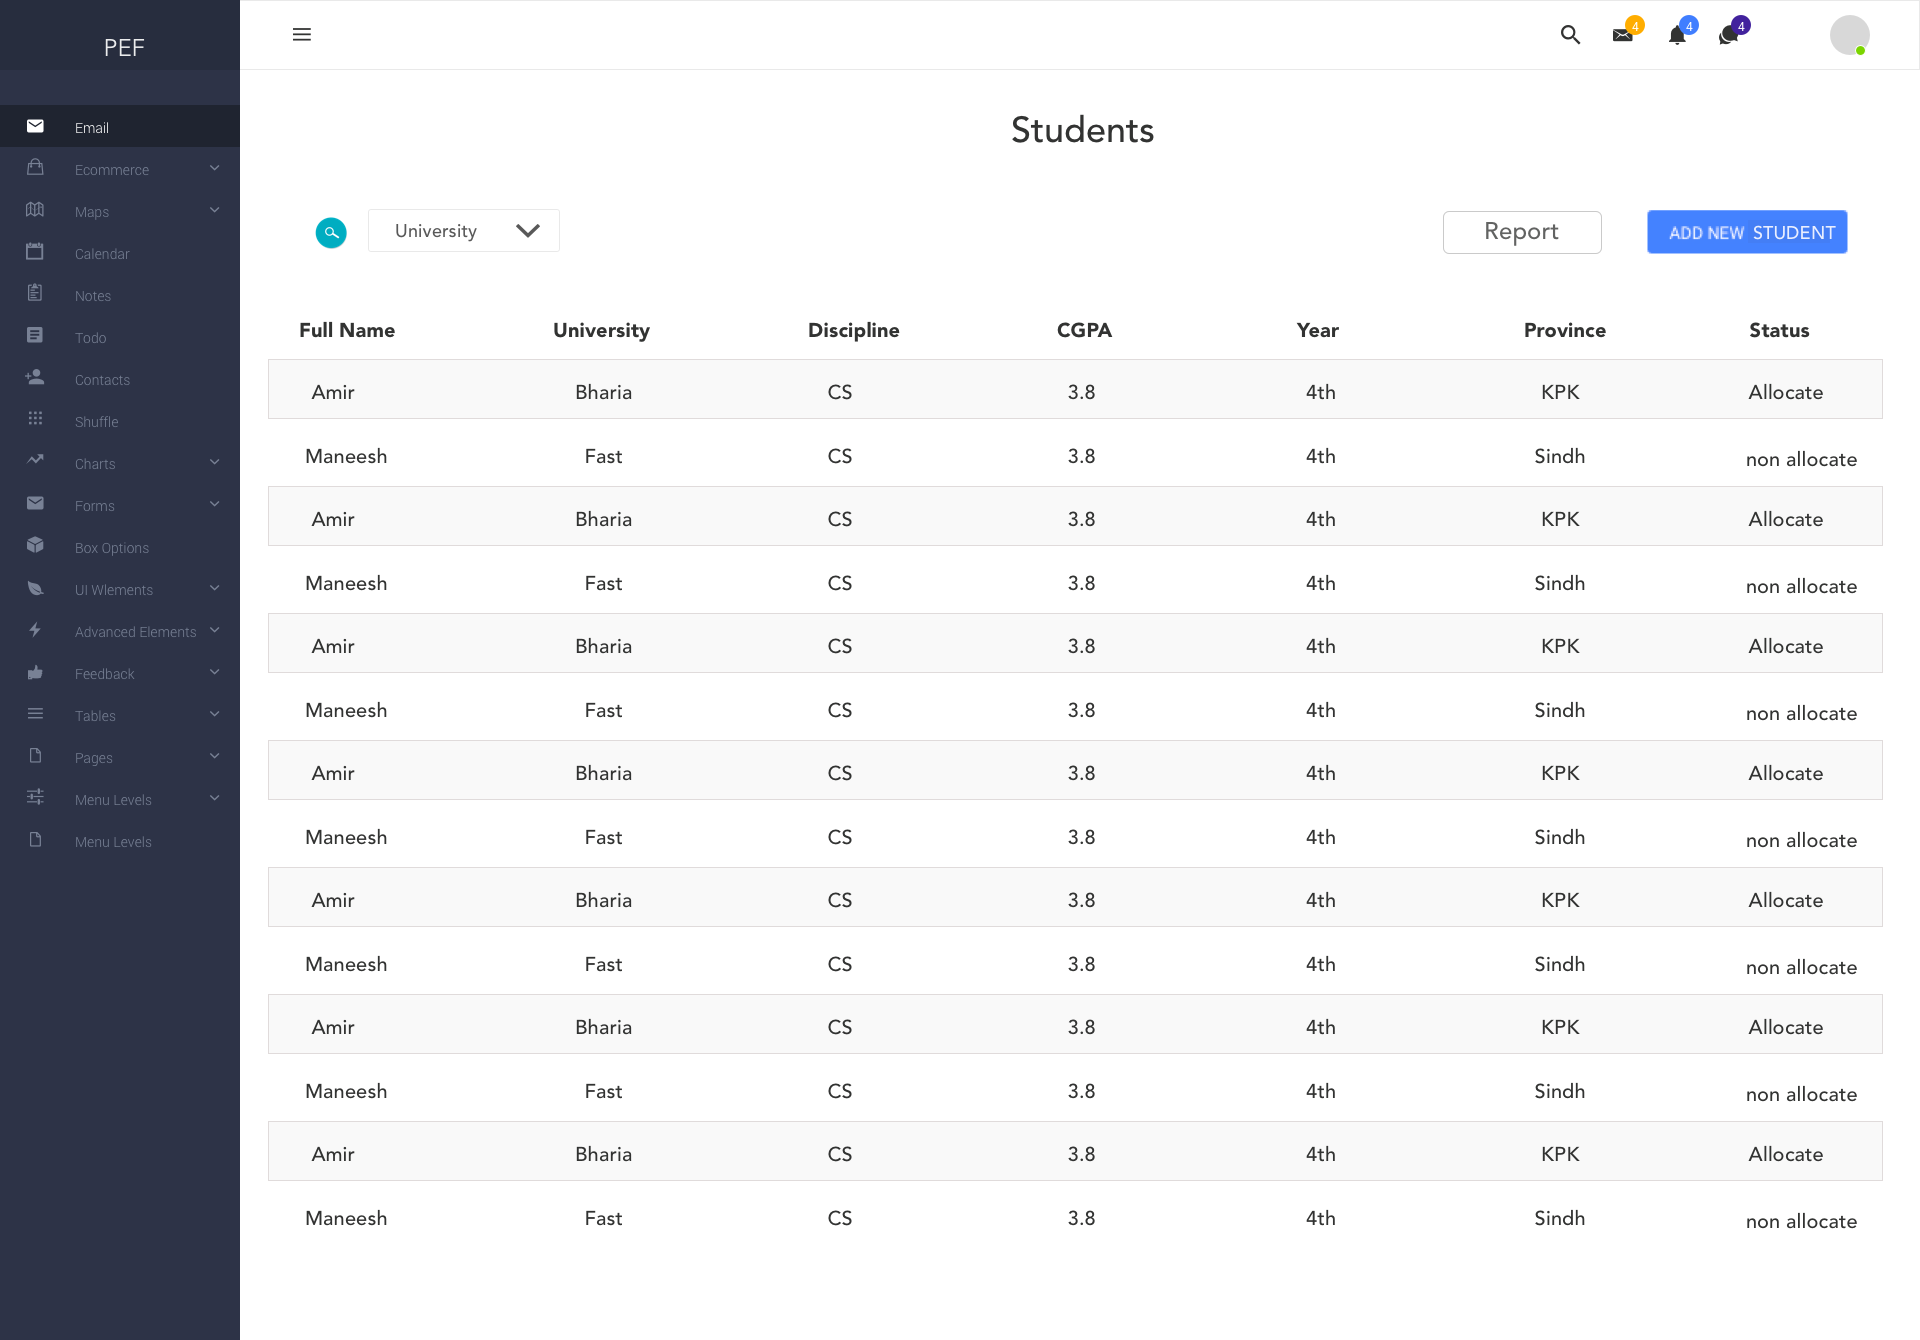 PEF
4 4 4
Email
Ecommerce
Maps
Calendar
Notes
Todo
Contacts
Shuffle
Charts
Forms
Box Options
UI Wlements
Advanced Elements
Feedback
Tables
Pages
Menu Levels
Menu Levels
Students
University Report ADD NEW STUDENT
Full Name University Discipline CGPA Year Province Status
Amir Bharia CS 3.8 4th KPK Allocate
Maneesh Fast CS 3.8 4th Sindh non allocate
Amir Bharia CS 3.8 4th KPK Allocate
Maneesh Fast CS 3.8 4th Sindh non allocate
Amir Bharia CS 3.8 4th KPK Allocate
Maneesh Fast CS 3.8 4th Sindh non allocate
Amir Bharia CS 3.8 4th KPK Allocate
Maneesh Fast CS 3.8 4th Sindh non allocate
Amir Bharia CS 3.8 4th KPK Allocate
Maneesh Fast CS 3.8 4th Sindh non allocate
Amir Bharia CS 3.8 4th KPK Allocate
Maneesh Fast CS 3.8 4th Sindh non allocate
Amir Bharia CS 3.8 4th KPK Allocate
Maneesh Fast CS 3.8 4th Sindh non allocate